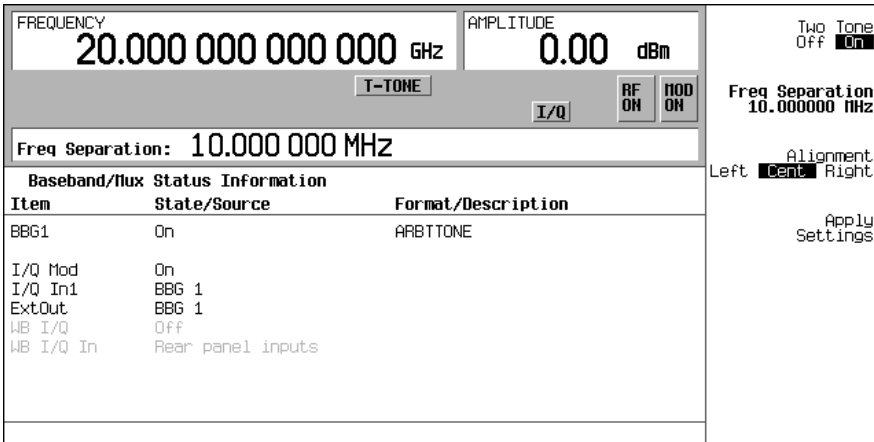 FREQUENCY
20.000 000 000 000 GHz
AMPLITUDE
0.00 dBm
T-TONE
I/Q
RF ON
MOD ON
Freq Separation: 10.000 000 MHz
Baseband/Mux Status Information
Item State/Source Format/Description
BBG1 On ARBTTONE
I/Q Mod On
I/Q In1 BBG 1
ExtOut BBG 1
WB I/Q Off
WB I/Q In Rear panel inputs
Two Tone
Off On
Freq Separation
10.000000 MHz
Alignment
Left Cent Right
Apply
Settings